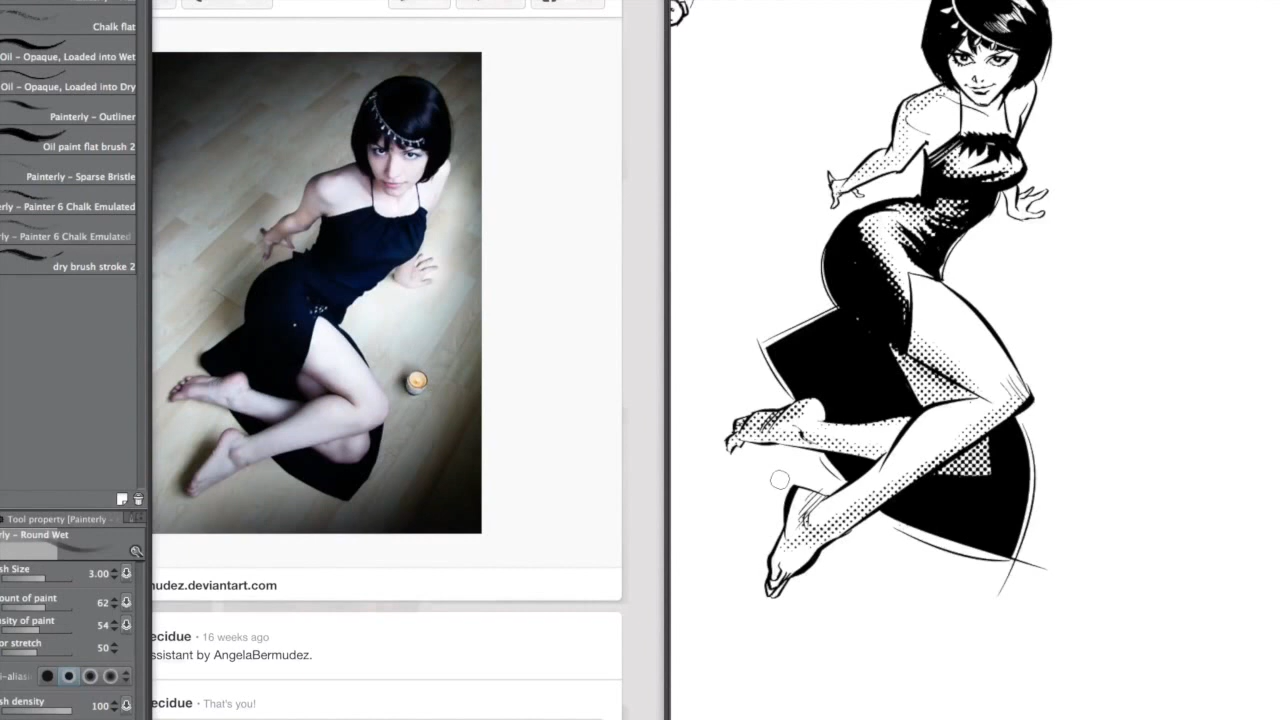 Chalk flat
Oil - Opaque, Loaded into Wet
Oil - Opaque, Loaded into Dry
Painterly - Outliner
Oil paint flat brush 2
Painterly - Sparse Bristle
erly - Painter 6 Chalk Emulated
erly - Painter 6 Chalk Emulated
dry brush stroke 2
Tool property [Painterly -
rly - Round Wet
sh Size 3.00
ount of paint 62
sity of paint 54
or stretch 50
i-alias
sh density 100
mudez.deviantart.com
ecidue • 16 weeks ago
ssistant by AngelaBermudez.
ecidue • That's you!